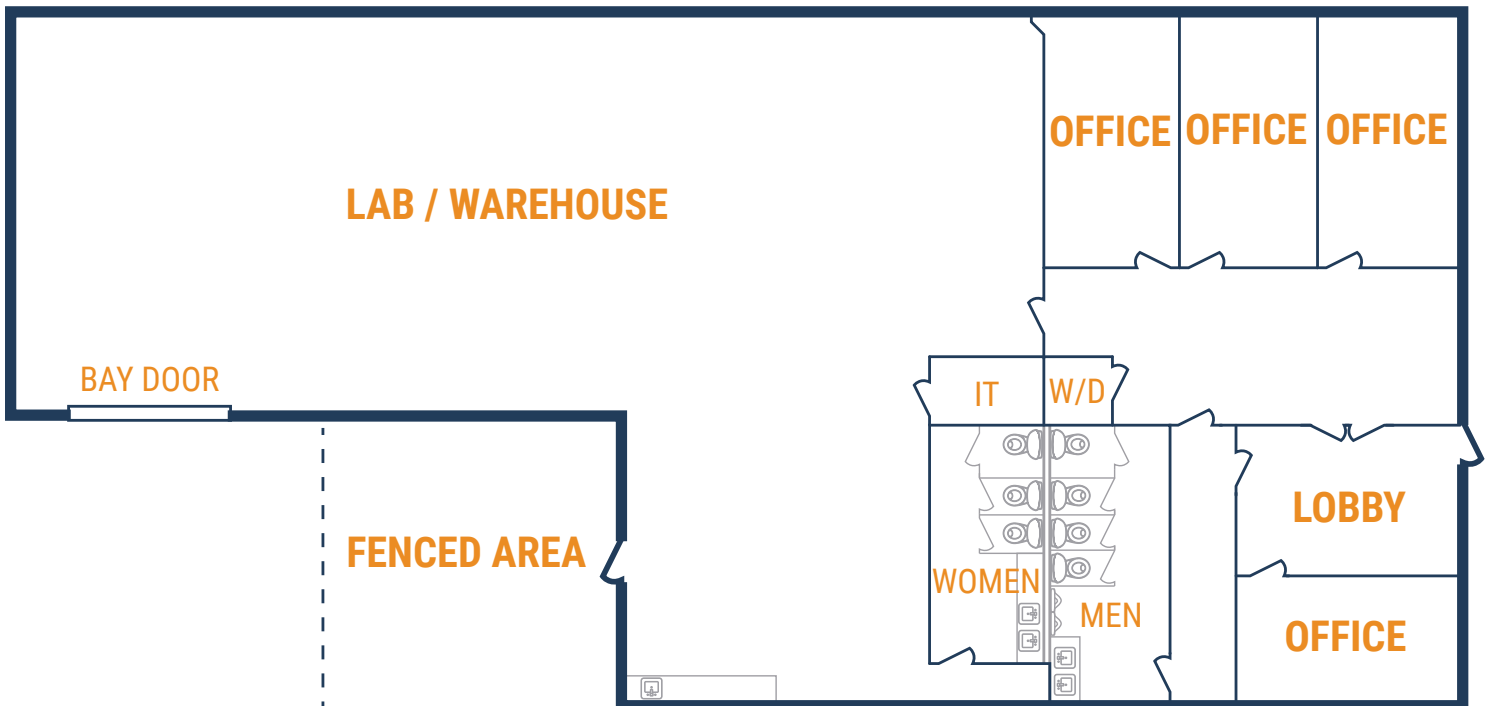 OFFICE
OFFICE
OFFICE
LAB / WAREHOUSE
BAY DOOR
IT
W/D
LOBBY
FENCED AREA
WOMEN
MEN
OFFICE